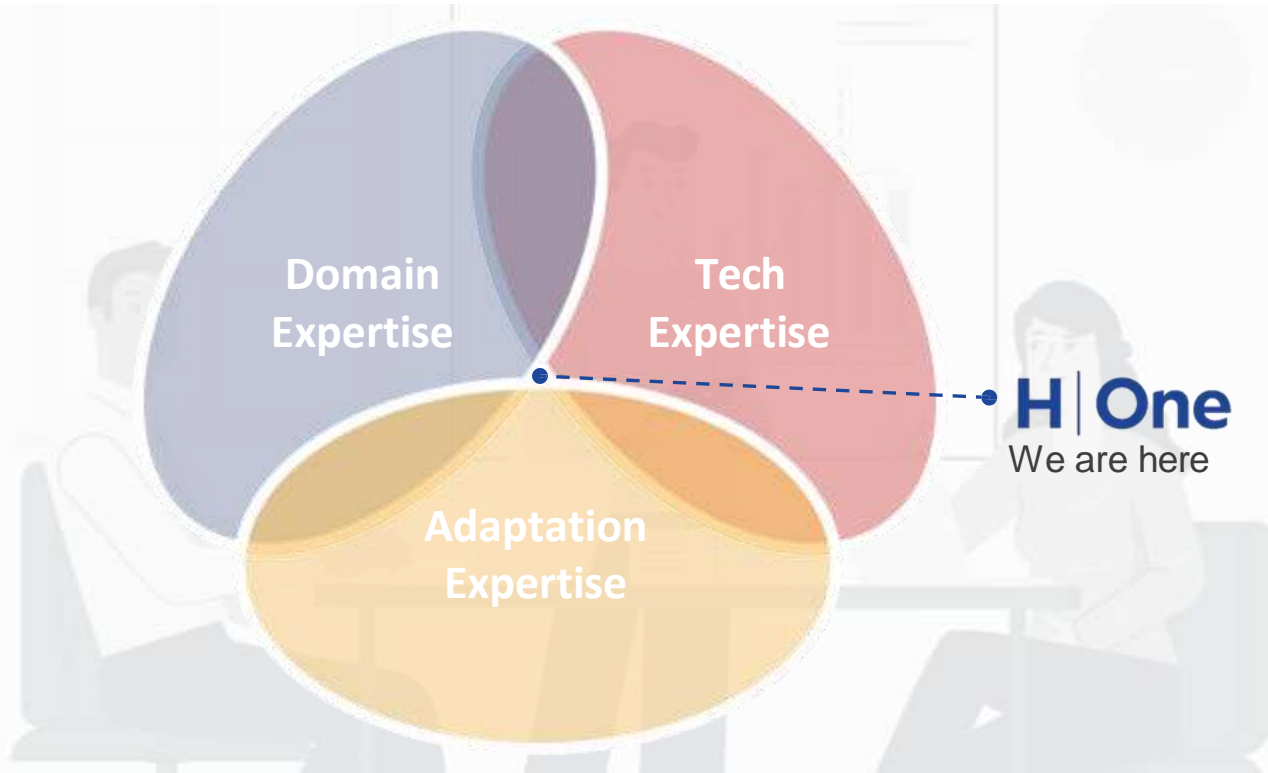 Domain
Expertise
Tech
Expertise
H|One
We are here
Adaptation
Expertise